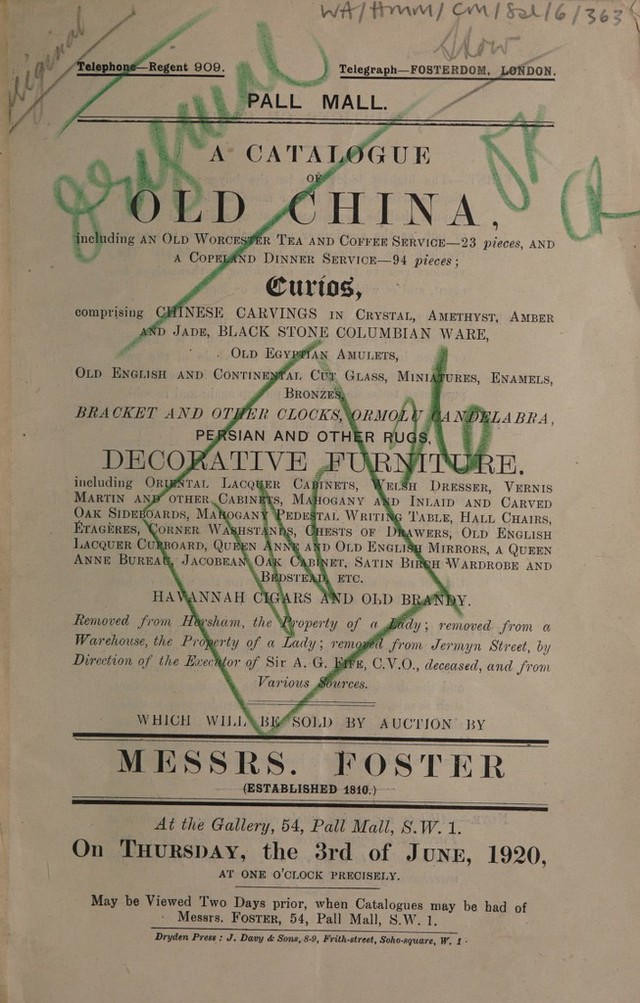 WA/HMM/CM/Sal/6/363
Original
Stow
Telephone—Regent 909. Telegraph—FOSTERDOM, LONDON.
Original
PALL MALL.
OK
CR
A CATALOGUE
OF
OLD CHINA,
including AN OLD WORCESTER TEA AND COFFEE SERVICE—23 pieces, AND
A COPELAND DINNER SERVICE—94 pieces;
Curios,
comprising CHINESE CARVINGS IN CRYSTAL, AMETHYST, AMBER
AND JADE, BLACK STONE COLUMBIAN WARE,
OLD EGYPTIAN AMULETS,
OLD ENGLISH AND CONTINENTAL CUT GLASS, MINIATURES, ENAMELS,
BRONZES,
BRACKET AND OTHER CLOCKS, ORMOLU CANDELABRA,
PERSIAN AND OTHER RUGS,
DECORATIVE FURNITURE.
including ORIENTAL LACQUER CABINETS, WELSH DRESSER, VERNIS
MARTIN AND OTHER CABINETS, MAHOGANY AND INLAID AND CARVED
OAK SIDEBOARDS, MAHOGANY PEDESTAL WRITING TABLE, HALL CHAIRS,
ÉTAGÈRES, CORNER WASHSTANDS, CHESTS OF DRAWERS, OLD ENGLISH
LACQUER CUPBOARD, QUEEN ANNE AND OLD ENGLISH MIRRORS, A QUEEN
ANNE BUREAU, JACOBEAN OAK CABINET, SATIN BIRCH WARDROBE AND
BEDSTEAD, ETC.
HAVANNAH CIGARS AND OLD BRANDY.
Removed from Horsham, the Property of a Lady; removed from a
Warehouse, the Property of a Lady; removed from Jermyn Street, by
Direction of the Executor of Sir A. G. FIFE, C.V.O., deceased, and from
Various Sources.
WHICH WILL BE SOLD BY AUCTION BY
MESSRS. FOSTER
(ESTABLISHED 1810.)
At the Gallery, 54, Pall Mall, S.W. 1.
On THURSDAY, the 3rd of JUNE, 1920,
AT ONE O'CLOCK PRECISELY.
May be Viewed Two Days prior, when Catalogues may be had of
Messrs. FOSTER, 54, Pall Mall, S.W. 1.
Dryden Press: J. Davy & Sons, 8-9, Frith-street, Soho-square, W. 1